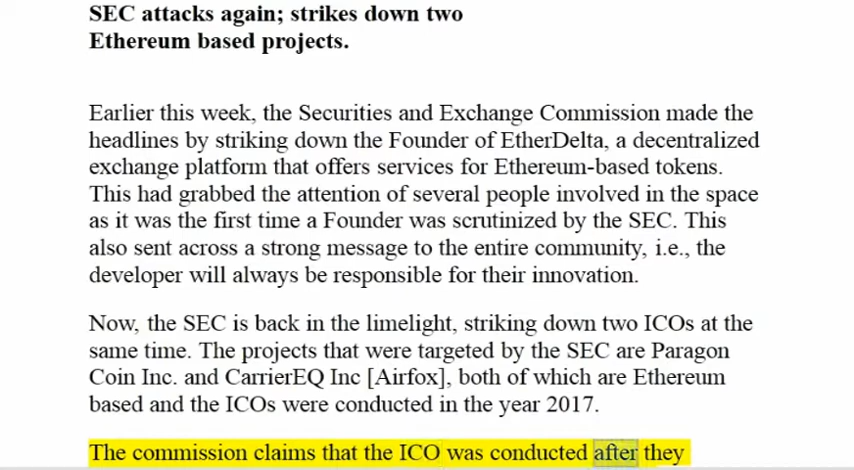 SEC attacks again; strikes down two
Ethereum based projects.
Earlier this week, the Securities and Exchange Commission made the
headlines by striking down the Founder of EtherDelta, a decentralized
exchange platform that offers services for Ethereum-based tokens.
This had grabbed the attention of several people involved in the space
as it was the first time a Founder was scrutinized by the SEC. This
also sent across a strong message to the entire community, i.e., the
developer will always be responsible for their innovation.
Now, the SEC is back in the limelight, striking down two ICOs at the
same time. The projects that were targeted by the SEC are Paragon
Coin Inc. and CarrierEQ Inc [Airfox], both of which are Ethereum
based and the ICOs were conducted in the year 2017.
The commission claims that the ICO was conducted after they